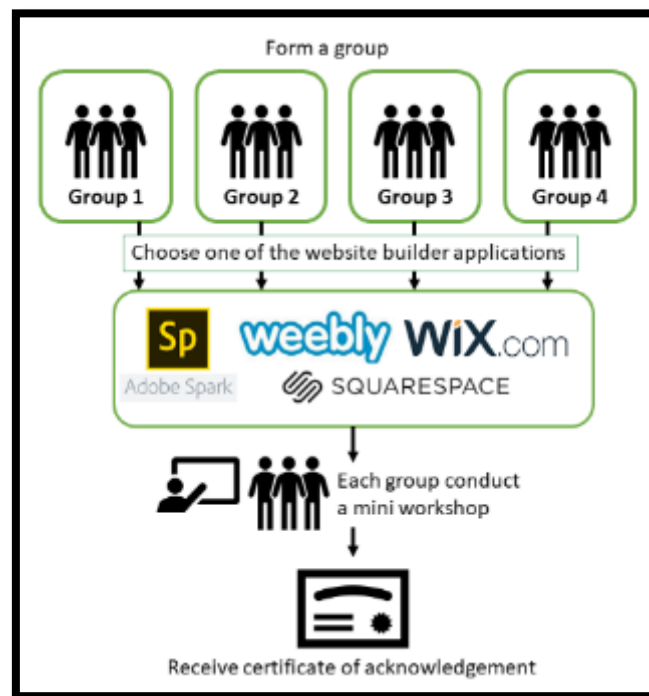 Form a group
Group 1
Group 2
Group 3
Group 4
Choose one of the website builder applications
Sp
weebly
WiX.com
Adobe Spark
SQUARESPACE
Each group conduct
a mini workshop
Receive certificate of acknowledgement